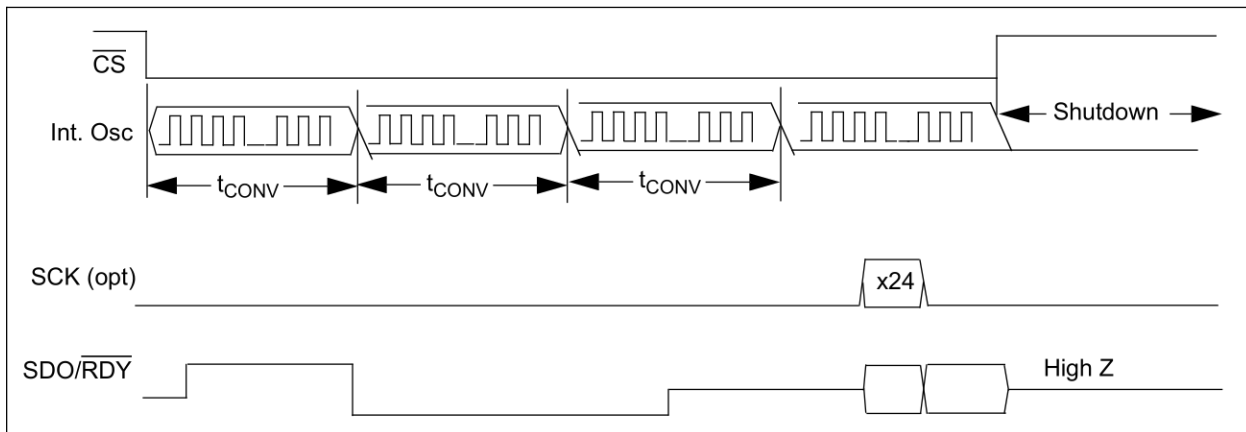 CS
Int. Osc
Shutdown
tCONV
tCONV
tCONV
SCK (opt)
x24
SDO/RDY
High Z